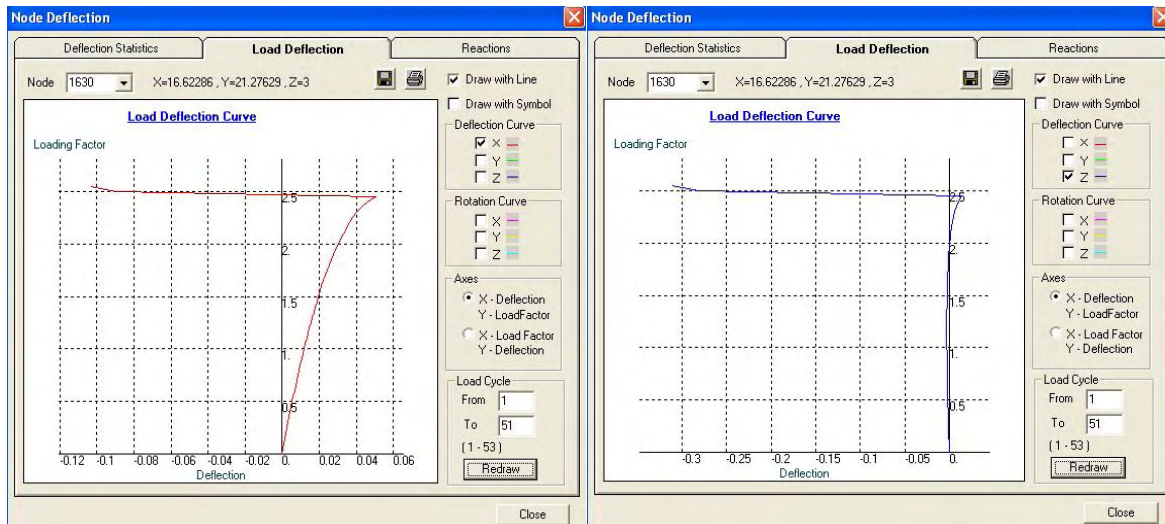 Node Deflection
Deflection Statistics
Load Deflection
Reactions
Node
1630
X=16.62286 , Y=21.27629 , Z=3
Draw with Line
Draw with Symbol
Load Deflection Curve
Loading Factor
2.5
2.
1.5
1.
0.5
-0.12 -0.1 -0.08 -0.06 -0.04 -0.02 0. 0.02 0.04 0.06
Deflection
Deflection Curve
X
Y
Z
Rotation Curve
X
Y
Z
Axes
X - Deflection
Y - LoadFactor
X - Load Factor
Y - Deflection
Load Cycle
From 1
To 51
( 1 - 53 )
Redraw
Close
Node Deflection
Deflection Statistics
Load Deflection
Reactions
Node
1630
X=16.62286 , Y=21.27629 , Z=3
Draw with Line
Draw with Symbol
Load Deflection Curve
Loading Factor
2.5
2.
1.5
1.
0.5
-0.3 -0.25 -0.2 -0.15 -0.1 -0.05 0.
Deflection
Deflection Curve
X
Y
Z
Rotation Curve
X
Y
Z
Axes
X - Deflection
Y - LoadFactor
X - Load Factor
Y - Deflection
Load Cycle
From 1
To 51
( 1 - 53 )
Redraw
Close